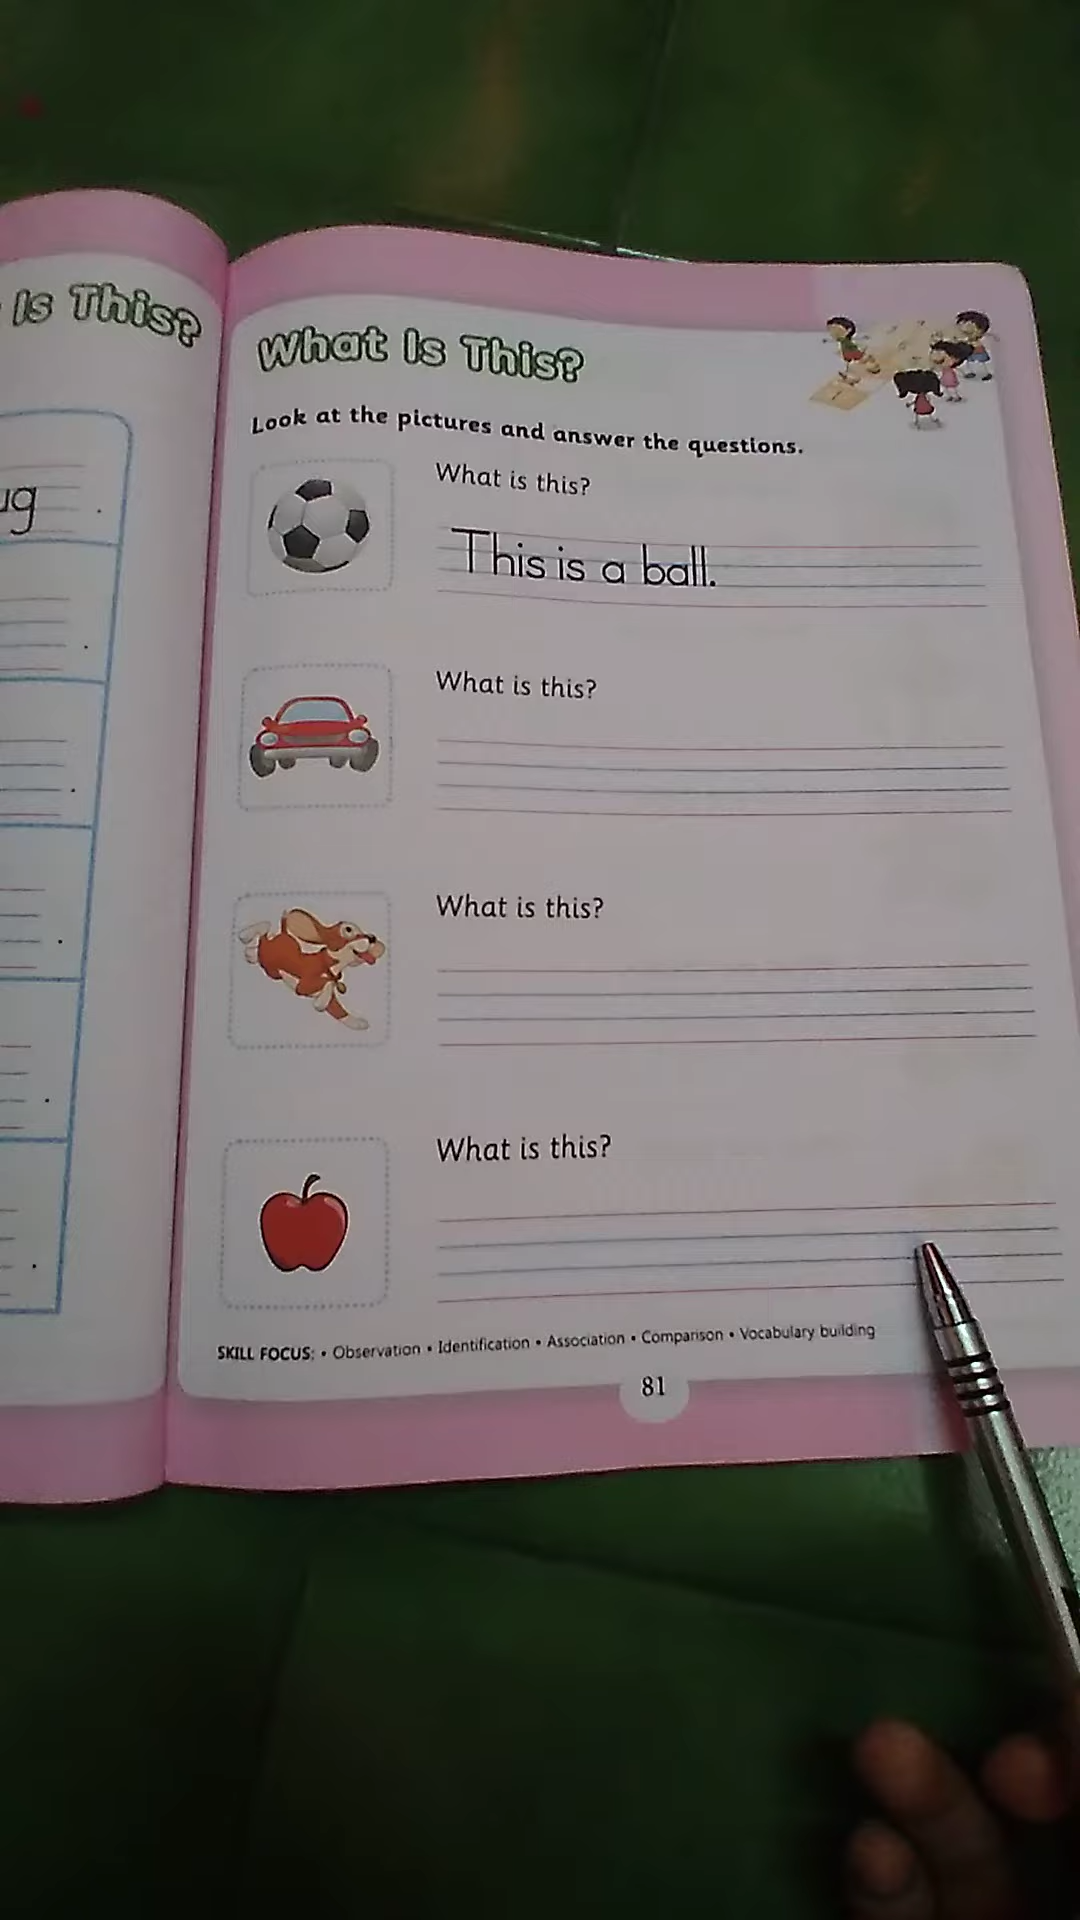 Is This?
ug .
What Is This?
Look at the pictures and answer the questions.
What is this?
This is a ball.
What is this?
What is this?
What is this?
SKILL FOCUS: • Observation • Identification • Association • Comparison • Vocabulary building
81